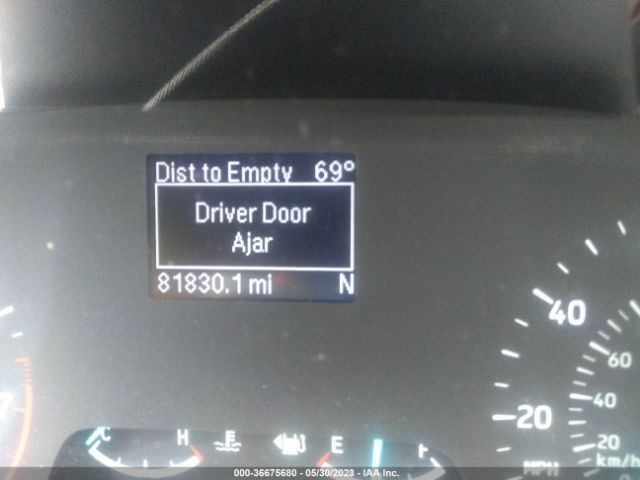 Dist to Empty 69°
Driver Door
Ajar
81830.1 mi N
40
60
40
20
20
C H E F
MPH km/h
000-36675680 - 05/30/2023 - IAA Inc.